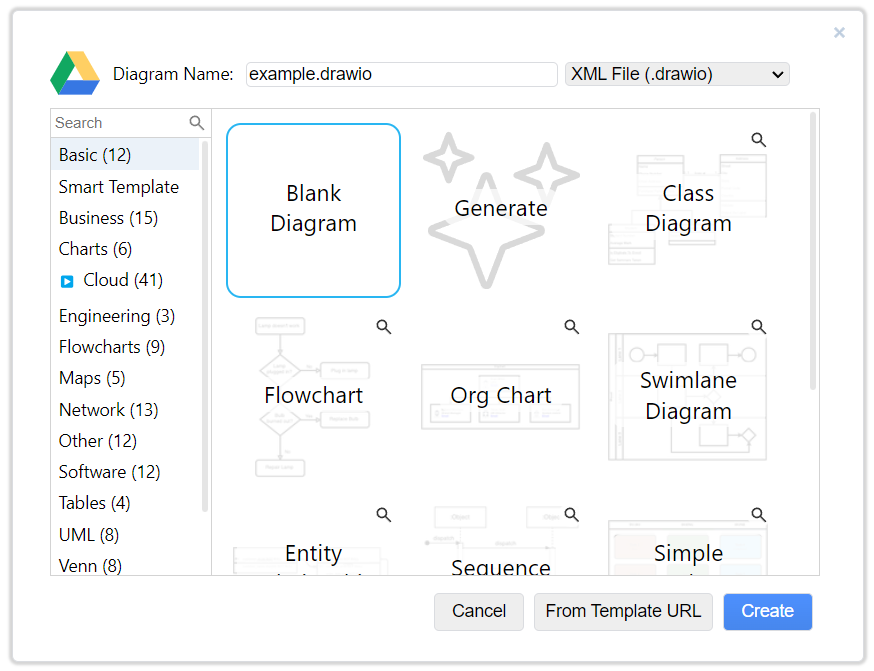 ×
Diagram Name: example.drawio XML File (.drawio)
Search
Basic (12)
Smart Template
Business (15)
Charts (6)
Cloud (41)
Engineering (3)
Flowcharts (9)
Maps (5)
Network (13)
Other (12)
Software (12)
Tables (4)
UML (8)
Venn (8)
Blank
Diagram
Generate
Class
Diagram
Flowchart
Org Chart
Swimlane
Diagram
Entity
Sequence
Simple
Cancel
From Template URL
Create